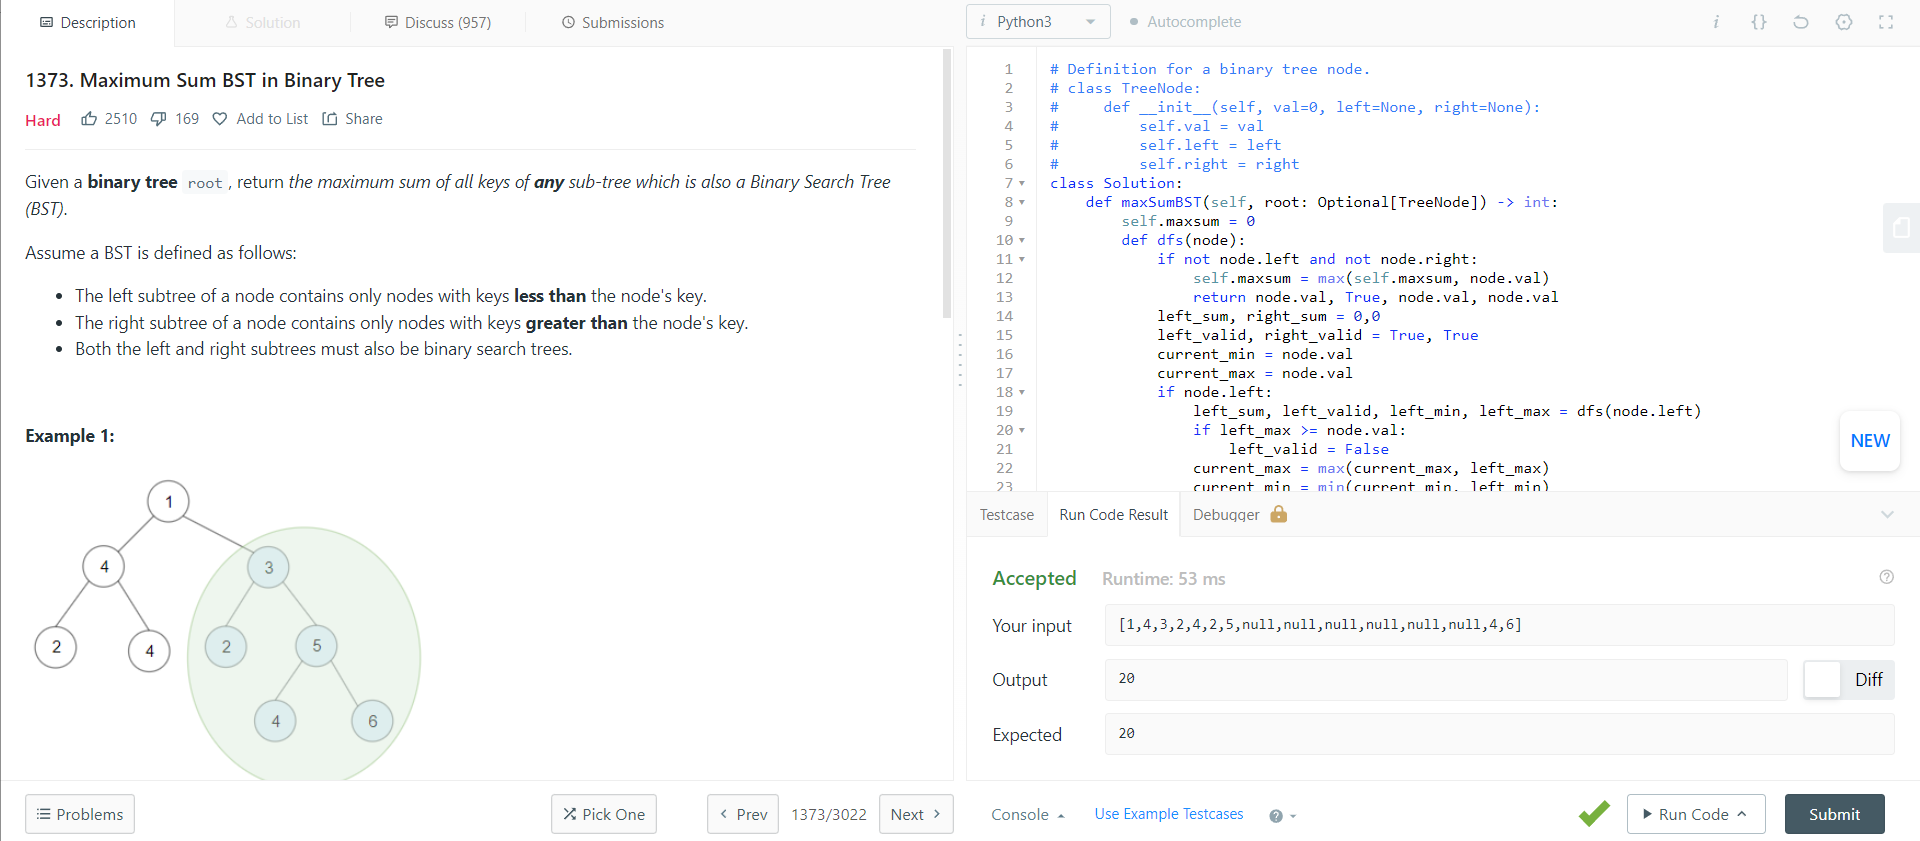 Description
Solution
Discuss (957)
Submissions
1373. Maximum Sum BST in Binary Tree
Hard 2510 169 Add to List Share
Given a binary tree root , return the maximum sum of all keys of any sub-tree which is also a Binary Search Tree
(BST).
Assume a BST is defined as follows:
• The left subtree of a node contains only nodes with keys less than the node's key.
• The right subtree of a node contains only nodes with keys greater than the node's key.
• Both the left and right subtrees must also be binary search trees.
Example 1:
1
4 3
2 4 2 5
4 6
Problems
Pick One
< Prev 1373/3022 Next >
i Python3
Autocomplete
i {}
1 # Definition for a binary tree node.
2 # class TreeNode:
3 #     def __init__(self, val=0, left=None, right=None):
4 #         self.val = val
5 #         self.left = left
6 #         self.right = right
7 class Solution:
8     def maxSumBST(self, root: Optional[TreeNode]) -> int:
9         self.maxsum = 0
10         def dfs(node):
11             if not node.left and not node.right:
12                 self.maxsum = max(self.maxsum, node.val)
13                 return node.val, True, node.val, node.val
14             left_sum, right_sum = 0,0
15             left_valid, right_valid = True, True
16             current_min = node.val
17             current_max = node.val
18             if node.left:
19                 left_sum, left_valid, left_min, left_max = dfs(node.left)
20                 if left_max >= node.val:
21                     left_valid = False
22                 current_max = max(current_max, left_max)
23                 current_min = min(current_min, left_min)
NEW
Testcase
Run Code Result
Debugger
Accepted Runtime: 53 ms
Your input [1,4,3,2,4,2,5,null,null,null,null,null,null,4,6]
Output 20 Diff
Expected 20
Console
Use Example Testcases
Run Code
Submit